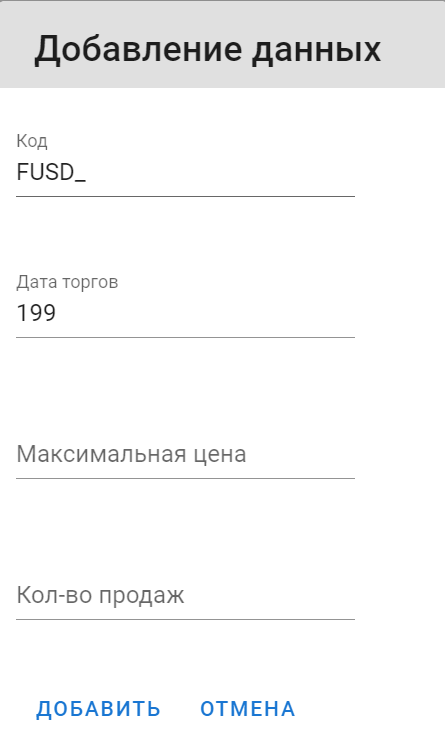 Добавление данных
Код
FUSD_
Дата торгов
199
Максимальная цена
Кол-во продаж
ДОБАВИТЬ ОТМЕНА